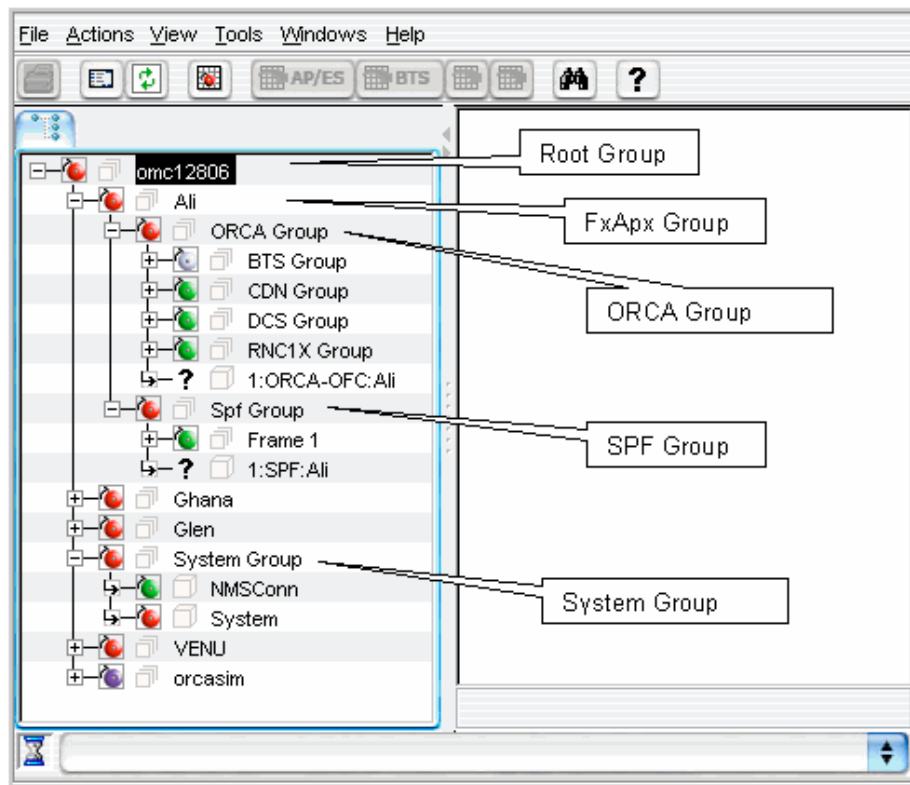 File Actions View Tools Windows Help
AP/ES BTS ?
omc12806
Root Group
Ali
FxApx Group
ORCA Group
BTS Group
CDN Group
ORCA Group
DCS Group
RNC1X Group
? 1:ORCA-OFC:Ali
Spf Group
Frame 1
SPF Group
? 1:SPF:Ali
Ghana
Glen
System Group
NMSConn
System Group
System
VENU
orcasim